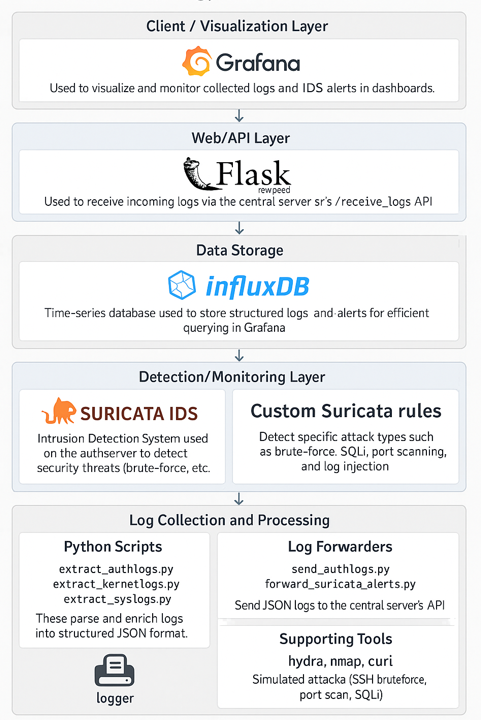 Client / Visualization Layer
Grafana
Used to visualize and monitor collected logs and IDS alerts in dashboards.
Web/API Layer
Flask
rewpeed
Used to receive incoming logs via the central server sr's /receive_logs API
Data Storage
influxDB
Time-series database used to store structured logs and·alerts for efficient
querying in Grafana
Detection/Monitoring Layer
SURICATA IDS
Intrusion Detection System used
on the authserver to detect
security threats (brute-force, etc.
Custom Suricata rules
Detect specific attack types such
as brute-force. SQLi, port scanning,
and log injection
Log Collection and Processing
Python Scripts
extract_authlogs.py
extract_kernetlogs.py
extract_syslogs.py
These parse and enrich logs
into structured JSON format.
logger
Log Forwarders
send_authlogs.py
forward_suricata_alerts.py
Send JSON logs to the central server's API
Supporting Tools
hydra, nmap, curi
Simulated attacka (SSH bruteforce,
port scan, SQLi)